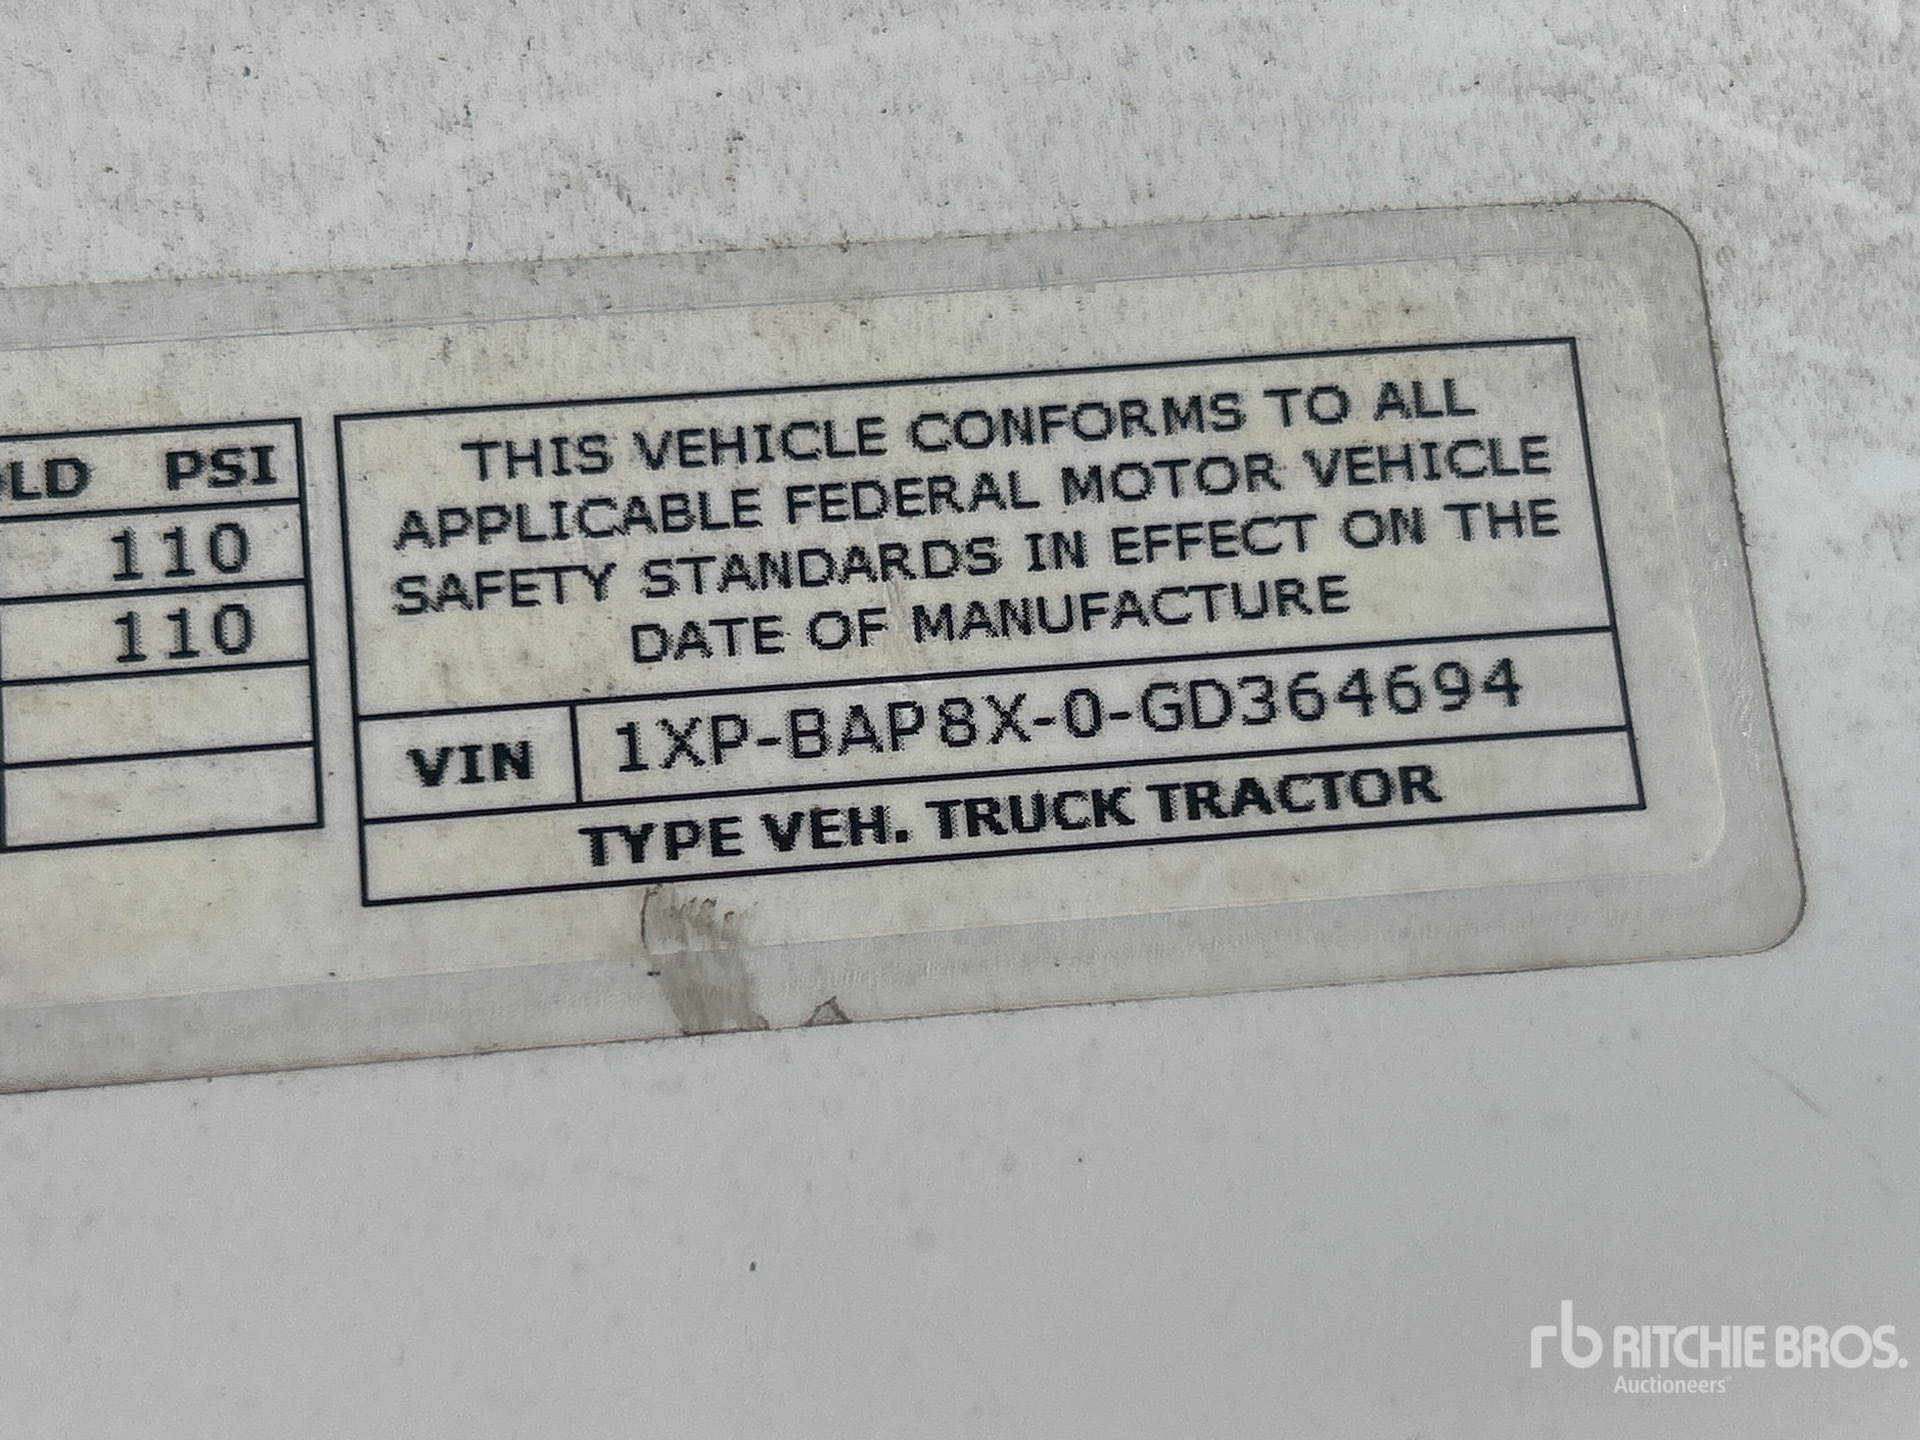 LD PSI
110
110
THIS VEHICLE CONFORMS TO ALL
APPLICABLE FEDERAL MOTOR VEHICLE
SAFETY STANDARDS IN EFFECT ON THE
DATE OF MANUFACTURE
VIN 1XP-BAP8X-0-GD364694
TYPE VEH. TRUCK TRACTOR
rb RITCHIE BROS.
Auctioneers